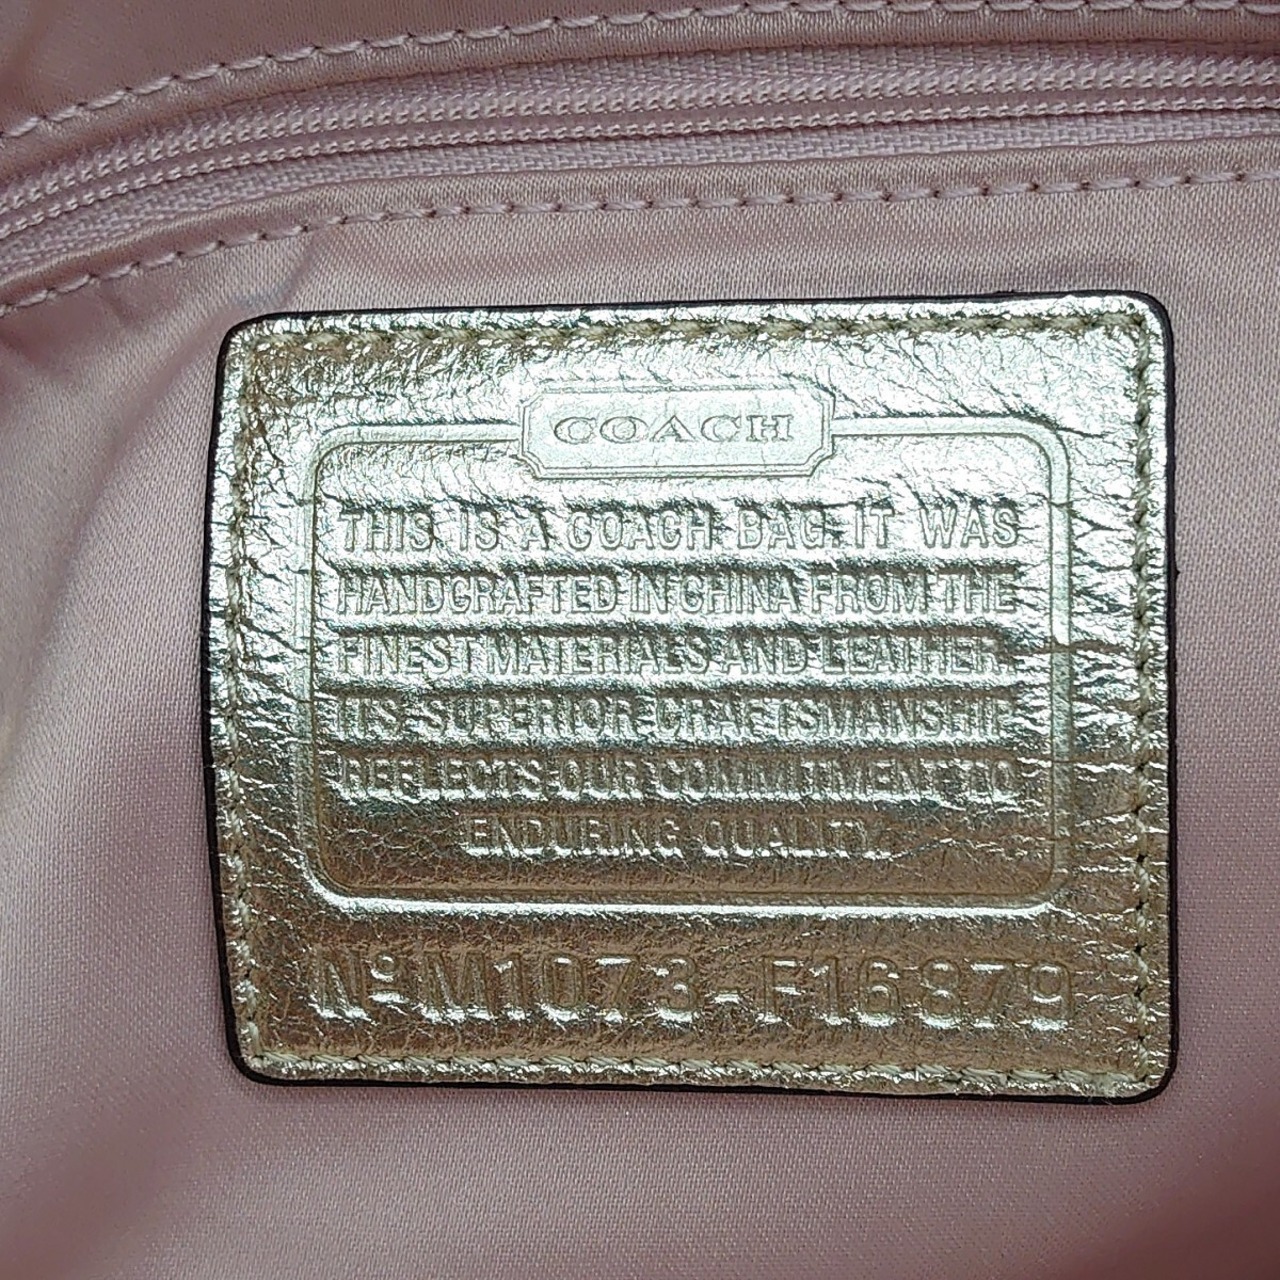 COACH
THIS IS A COACH BAG. IT WAS
HANDCRAFTED IN CHINA FROM THE
FINEST MATERIALS AND LEATHER.
ITS SUPERIOR CRAFTSMANSHIP
REFLECTS OUR COMMITMENT TO
ENDURING QUALITY.
Nº M1073-F16879